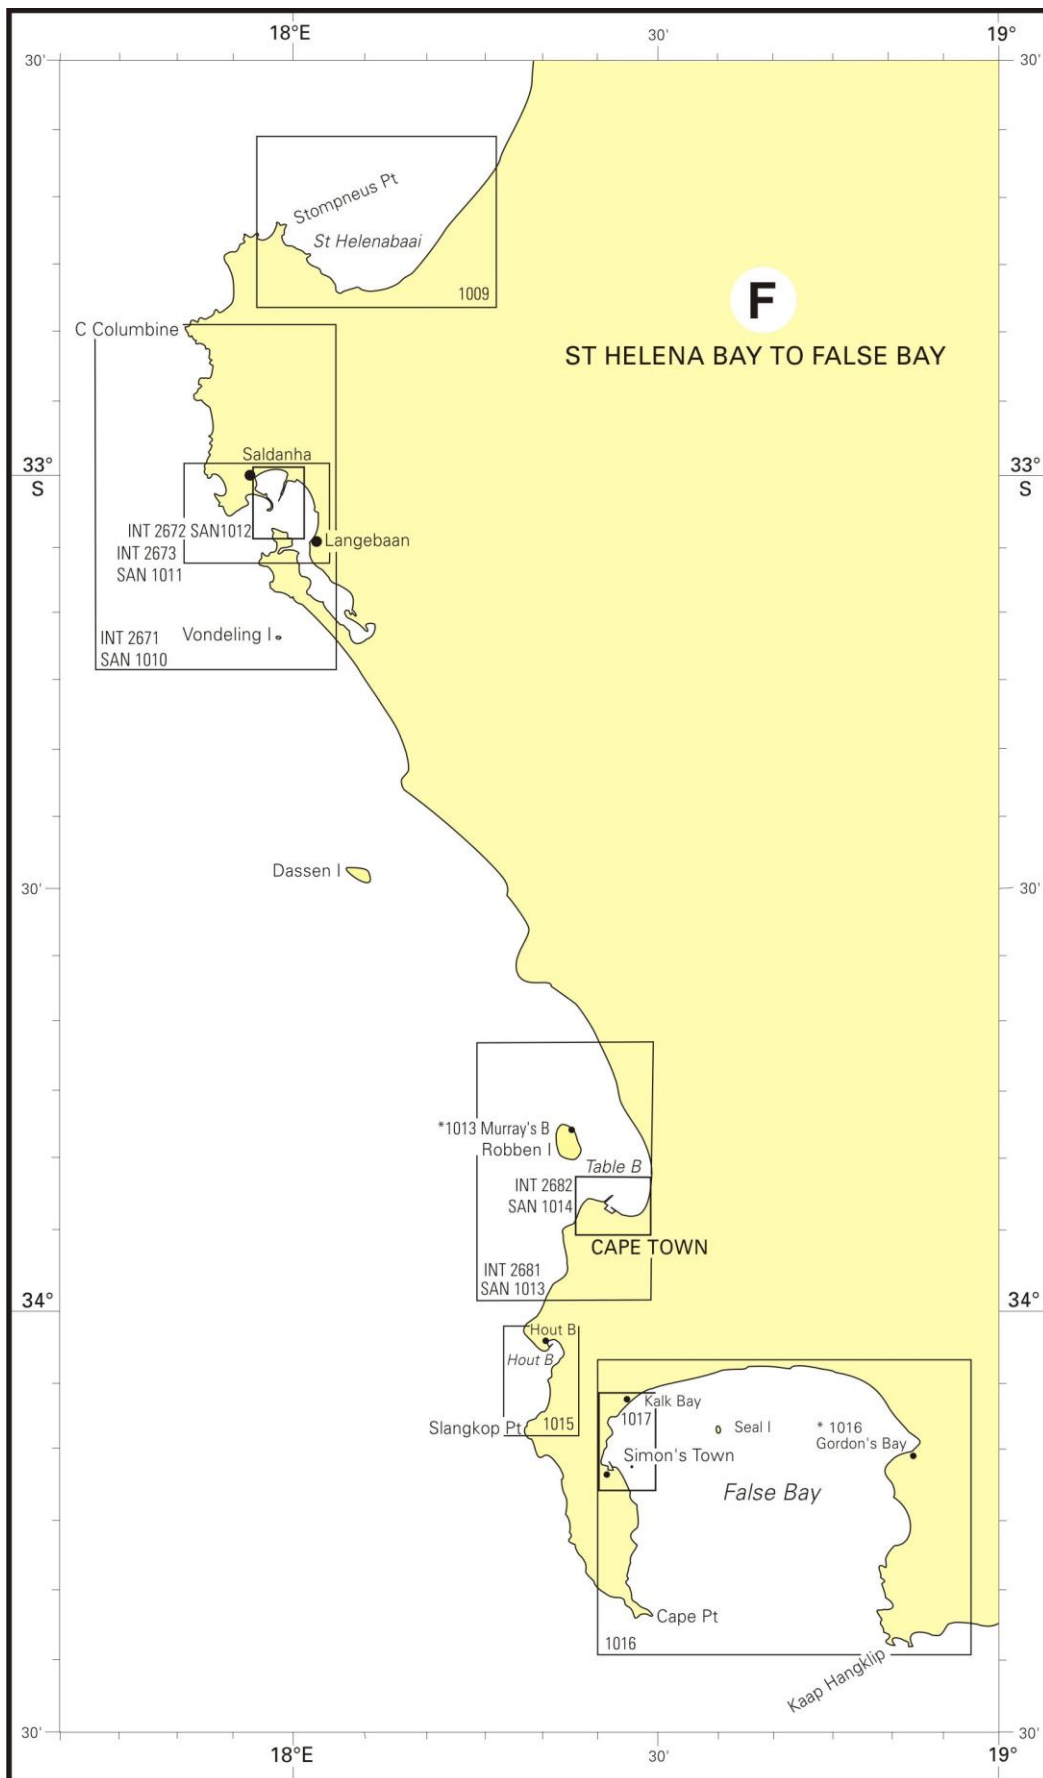 18°E 30' 19°
30' 30'
Stompneus Pt
St Helenabaai
1009
F
ST HELENA BAY TO FALSE BAY
C Columbine
33° 33°
S S
Saldanha
INT 2672 SAN1012
INT 2673
SAN 1011
Langebaan
Vondeling I
INT 2671
SAN 1010
Dassen I
30' 30'
*1013 Murray's B
Robben I
Table B
INT 2682
SAN 1014
CAPE TOWN
INT 2681
SAN 1013
34° 34°
Hout B
Hout B
Slangkop Pt
1015
Kalk Bay
1017
Seal I
* 1016
Gordon's Bay
Simon's Town
False Bay
Cape Pt
1016
Kaap Hangklip
30' 30'
18°E 30' 19°